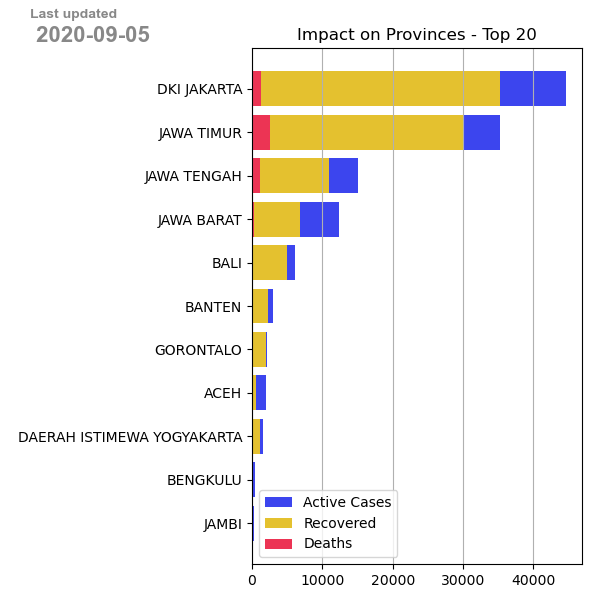 Last updated
2020-09-05
Impact on Provinces - Top 20
DKI JAKARTA
JAWA TIMUR
JAWA TENGAH
JAWA BARAT
BALI
BANTEN
GORONTALO
ACEH
DAERAH ISTIMEWA YOGYAKARTA
BENGKULU
JAMBI
Active Cases
Recovered
Deaths
0 10000 20000 30000 40000